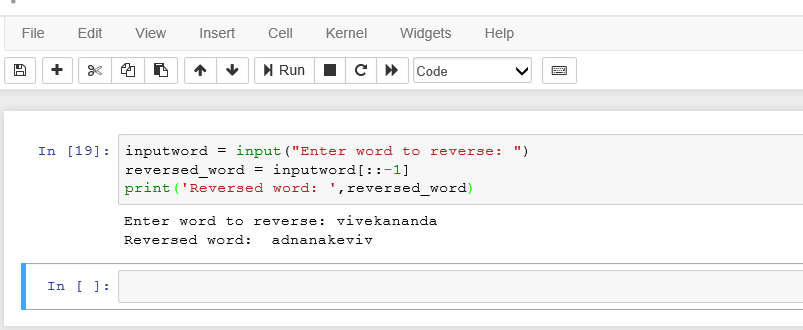 File Edit View Insert Cell Kernel Widgets Help
Run Code
In [19]: inputword = input("Enter word to reverse: ")
reversed_word = inputword[::-1]
print('Reversed word: ',reversed_word)
Enter word to reverse: vivekananda
Reversed word:  adnanakeviv
In [ ]: